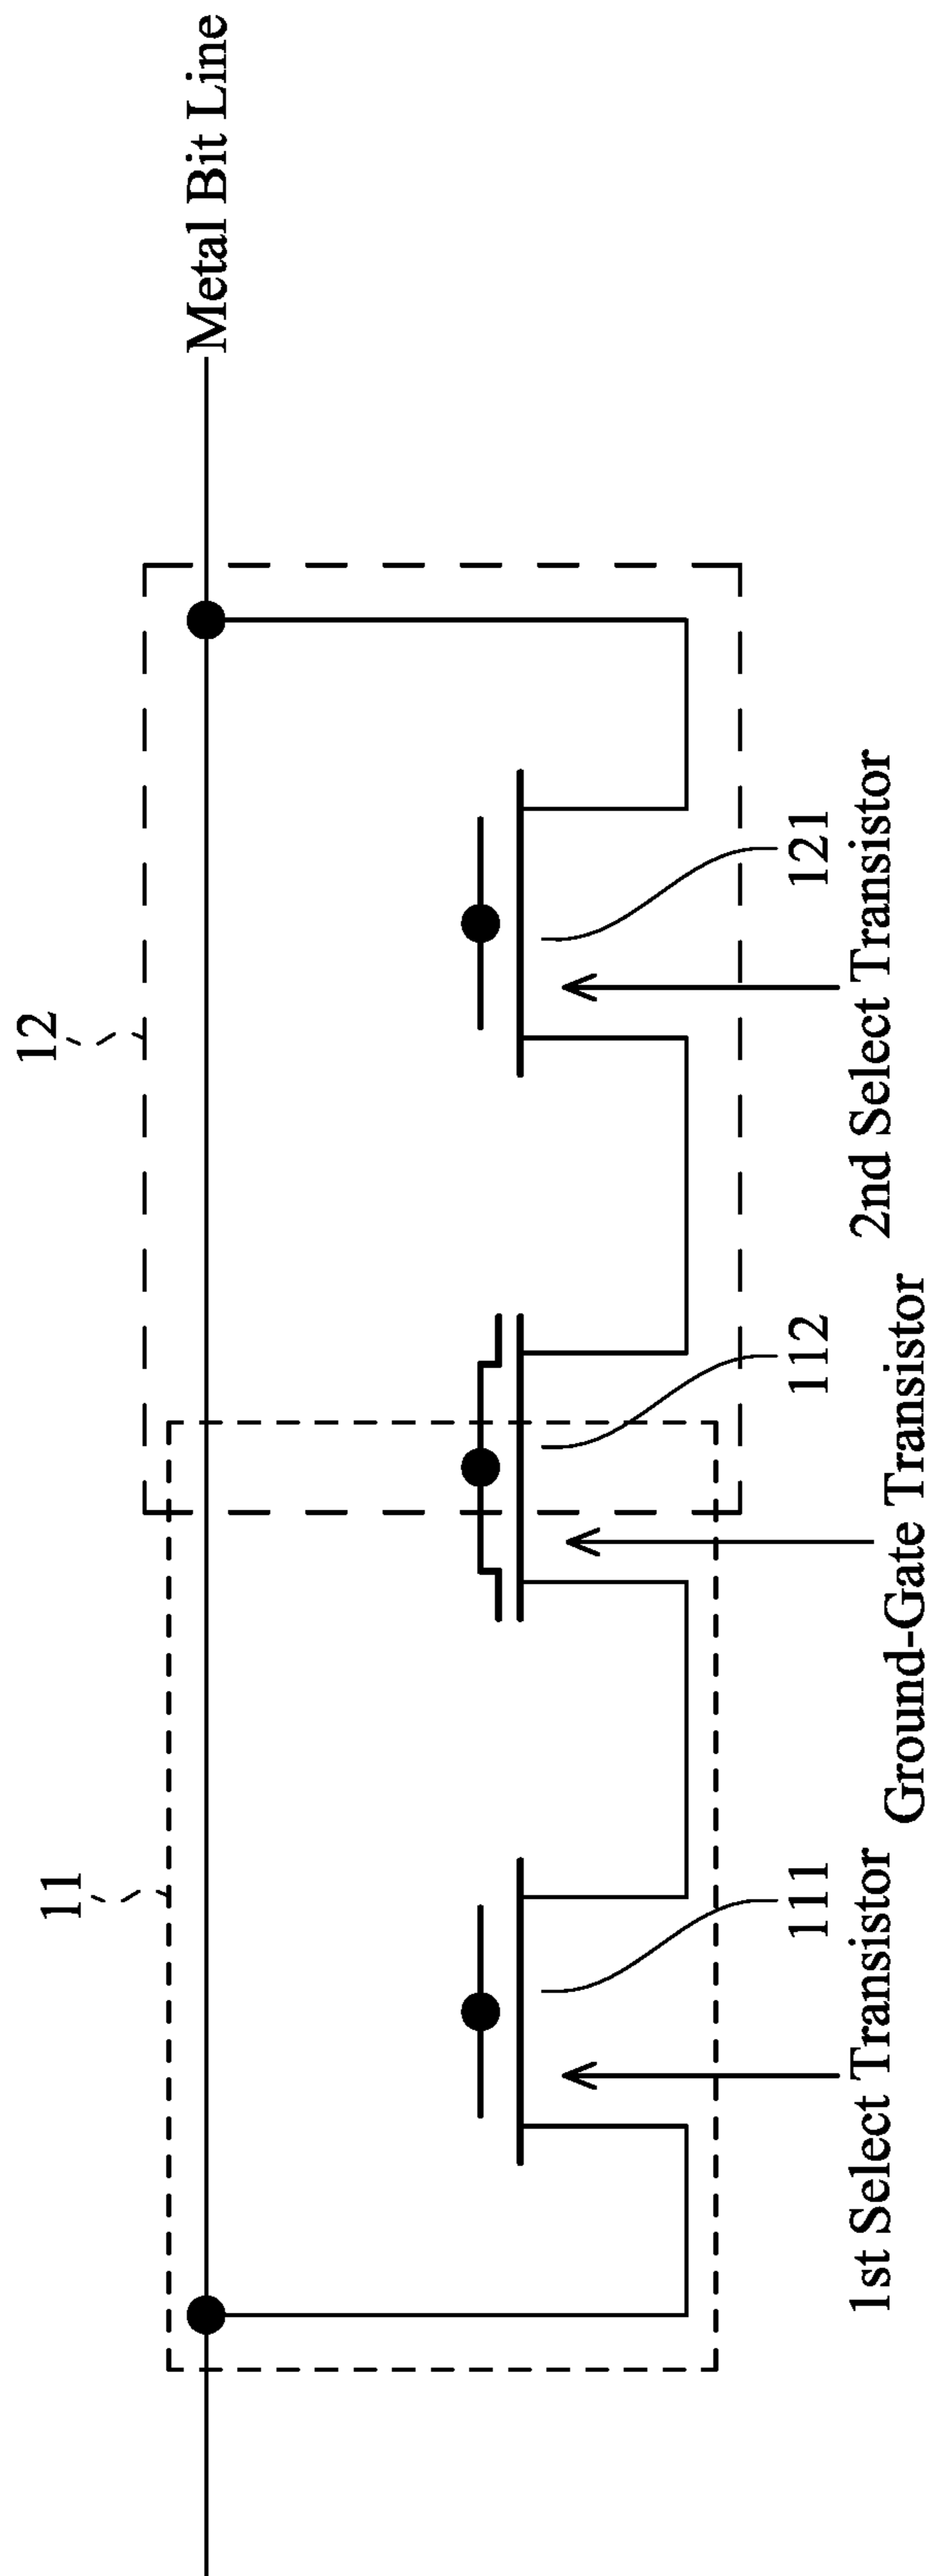 Metal Bit Line
11
12
111
112
121
1st Select Transistor
Ground-Gate Transistor
2nd Select Transistor